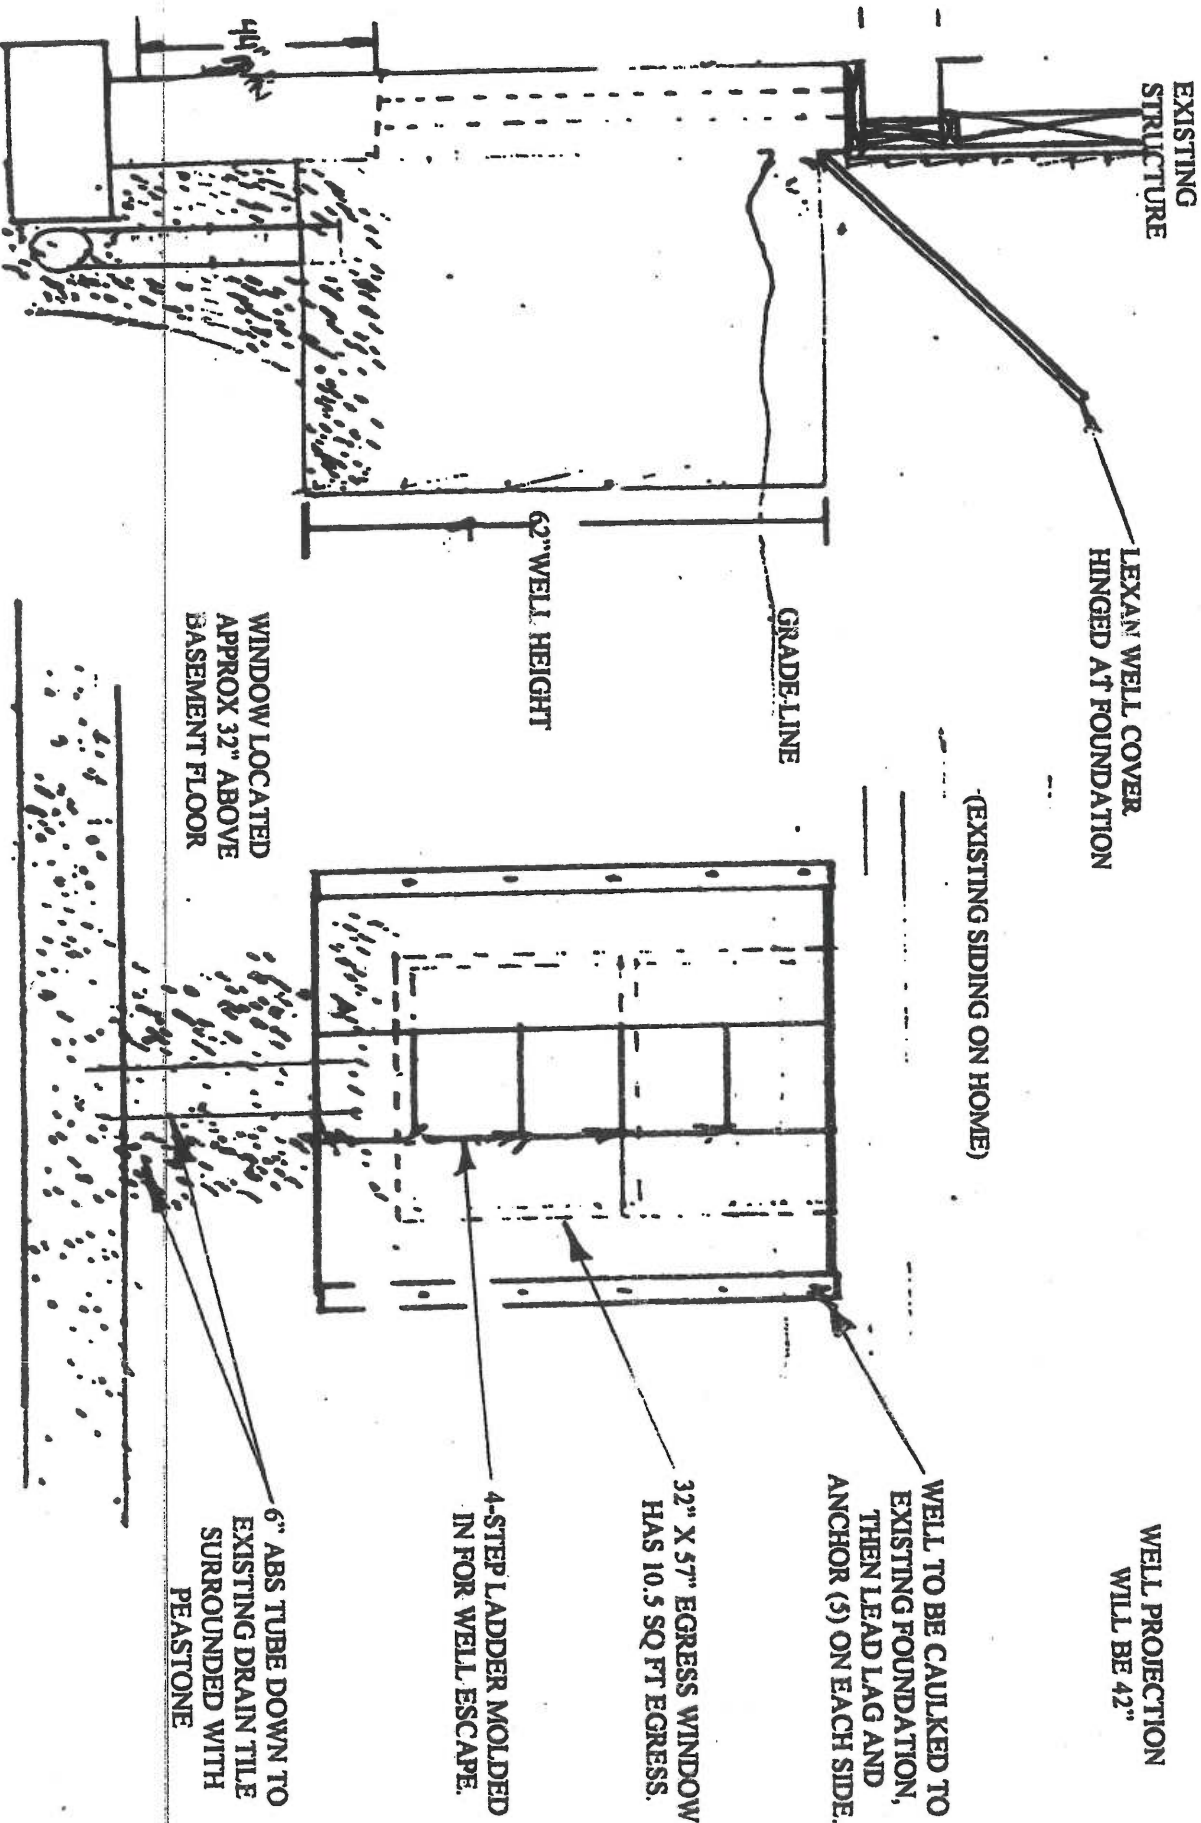 EXISTING
STRUCTURE
LEXAN WELL COVER
HINGED AT FOUNDATION
(EXISTING SIDING ON HOME)
WELL PROJECTION
WILL BE 42"
WELL TO BE CAULKED TO
EXISTING FOUNDATION,
THEN LEAD LAG AND
ANCHOR (5) ON EACH SIDE.
GRADE-LINE
62" WELL HEIGHT
32" X 57" EGRESS WINDOW
HAS 10.5 SQ FT EGRESS.
4-STEP LADDER MOLDED
IN FOR WELL ESCAPE.
44"
WINDOW LOCATED
APPROX 32" ABOVE
BASEMENT FLOOR
6" ABS TUBE DOWN TO
EXISTING DRAIN TILE
SURROUNDED WITH
PEASTONE